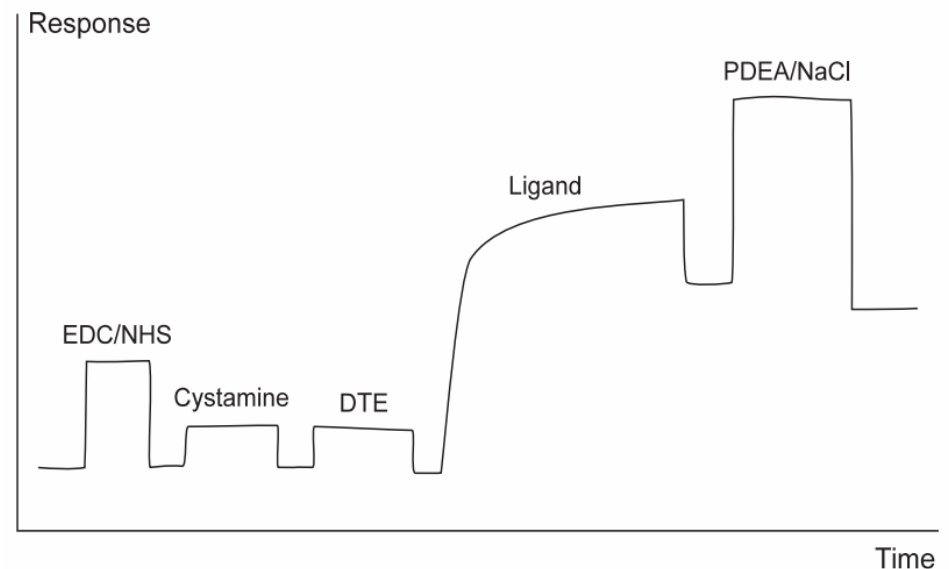 Response
PDEA/NaCl
Ligand
EDC/NHS
Cystamine
DTE
Time